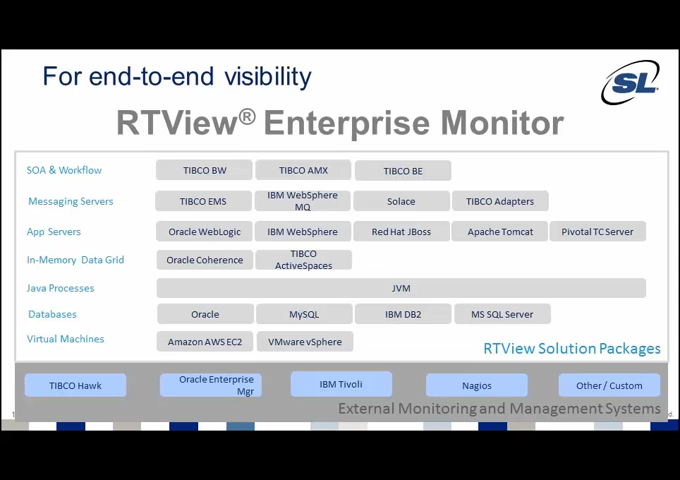 For end-to-end visibility
SL
RTView® Enterprise Monitor
SOA & Workflow TIBCO BW TIBCO AMX TIBCO BE
Messaging Servers TIBCO EMS IBM WebSphere MQ Solace TIBCO Adapters
App Servers Oracle WebLogic IBM WebSphere Red Hat JBoss Apache Tomcat Pivotal TC Server
In-Memory Data Grid Oracle Coherence TIBCO ActiveSpaces
Java Processes JVM
Databases Oracle MySQL IBM DB2 MS SQL Server
Virtual Machines Amazon AWS EC2 VMware vSphere
RTView Solution Packages
TIBCO Hawk Oracle Enterprise Mgr IBM Tivoli Nagios Other / Custom
External Monitoring and Management Systems